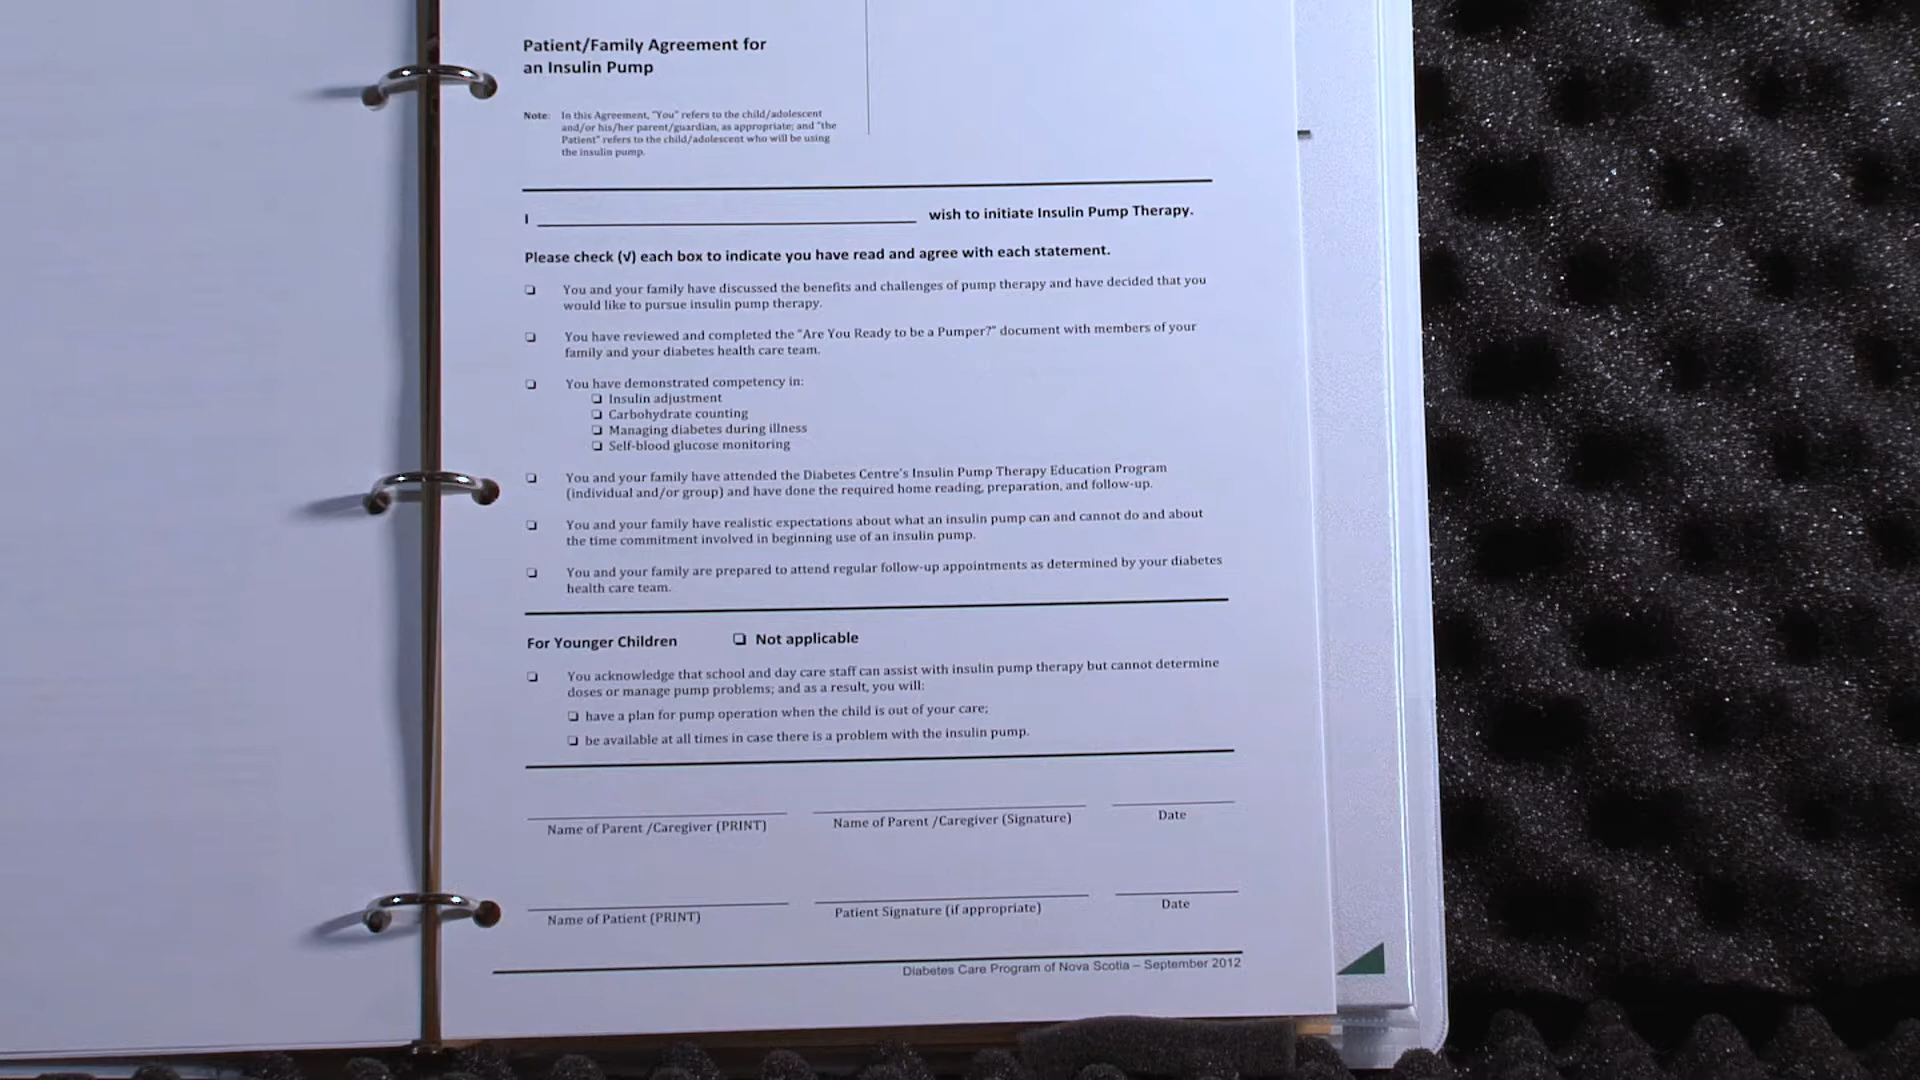 Patient/Family Agreement for
an Insulin Pump
Note: In this Agreement, "You" refers to the child/adolescent
and/or his/her parent/guardian, as appropriate; and "the
Patient" refers to the child/adolescent who will be using
the insulin pump.
I ______________________________ wish to initiate Insulin Pump Therapy.
Please check (√) each box to indicate you have read and agree with each statement.
❏ You and your family have discussed the benefits and challenges of pump therapy and have decided that you
would like to pursue insulin pump therapy.
❏ You have reviewed and completed the "Are You Ready to be a Pumper?" document with members of your
family and your diabetes health care team.
❏ You have demonstrated competency in:
❏ Insulin adjustment
❏ Carbohydrate counting
❏ Managing diabetes during illness
❏ Self-blood glucose monitoring
❏ You and your family have attended the Diabetes Centre's Insulin Pump Therapy Education Program
(individual and/or group) and have done the required home reading, preparation, and follow-up.
❏ You and your family have realistic expectations about what an insulin pump can and cannot do and about
the time commitment involved in beginning use of an insulin pump.
❏ You and your family are prepared to attend regular follow-up appointments as determined by your diabetes
health care team.
For Younger Children ❏ Not applicable
❏ You acknowledge that school and day care staff can assist with insulin pump therapy but cannot determine
doses or manage pump problems; and as a result, you will:
❏ have a plan for pump operation when the child is out of your care;
❏ be available at all times in case there is a problem with the insulin pump.
Name of Parent /Caregiver (PRINT) Name of Parent /Caregiver (Signature) Date
Name of Patient (PRINT) Patient Signature (if appropriate) Date
Diabetes Care Program of Nova Scotia – September 2012